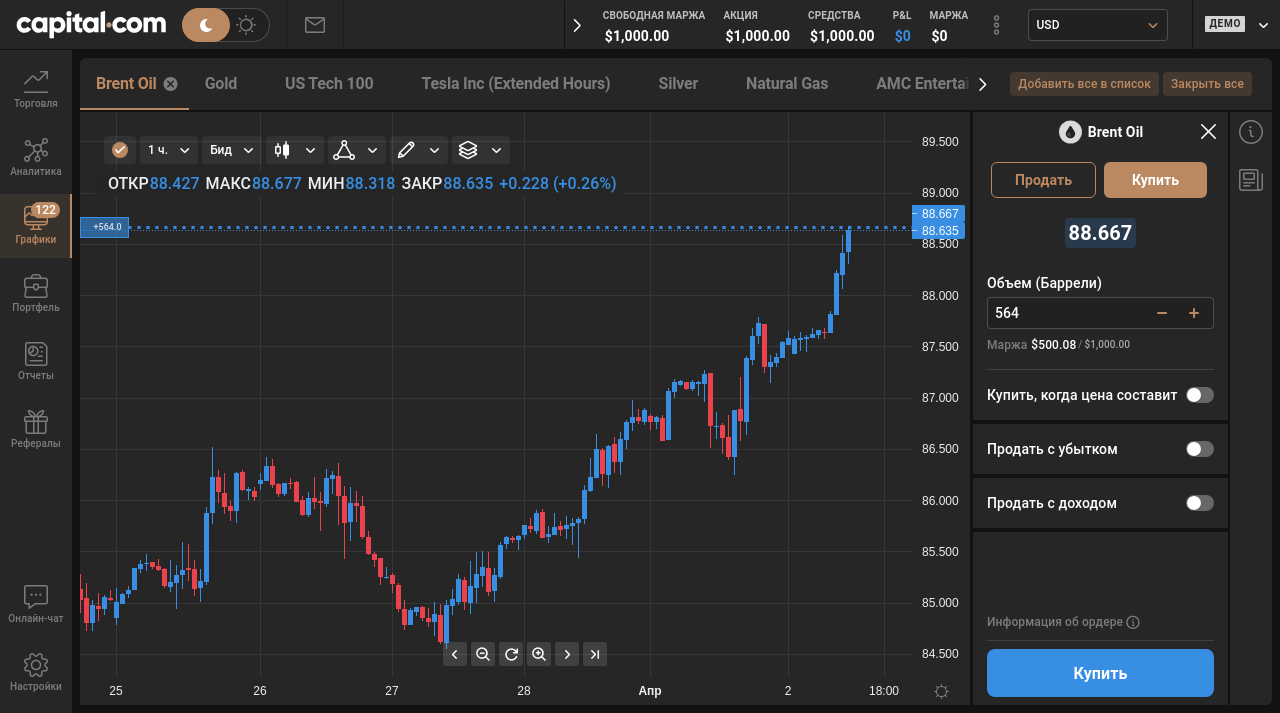 capital.com
СВОБОДНАЯ МАРЖА
$1,000.00
АКЦИЯ
$1,000.00
СРЕДСТВА
$1,000.00
P&L
$0
МАРЖА
$0
USD
ДЕМО
Торговля
Аналитика
122
Графики
Портфель
Отчеты
Рефералы
Онлайн-чат
Настройки
Brent Oil
Gold
US Tech 100
Tesla Inc (Extended Hours)
Silver
Natural Gas
AMC Enterta
Добавить все в список
Закрыть все
1 ч.
Бид
ОТКР88.427 МАКС88.677 МИН88.318 ЗАКР88.635 +0.228 (+0.26%)
+564.0
89.500
89.000
88.667
88.635
88.500
88.000
87.500
87.000
86.500
86.000
85.500
85.000
84.500
25
26
27
28
Апр
2
18:00
Brent Oil
Продать
Купить
88.667
Объем (Баррели)
564
Маржа $500.08 / $1,000.00
Купить, когда цена составит
Продать с убытком
Продать с доходом
Информация об ордере
Купить